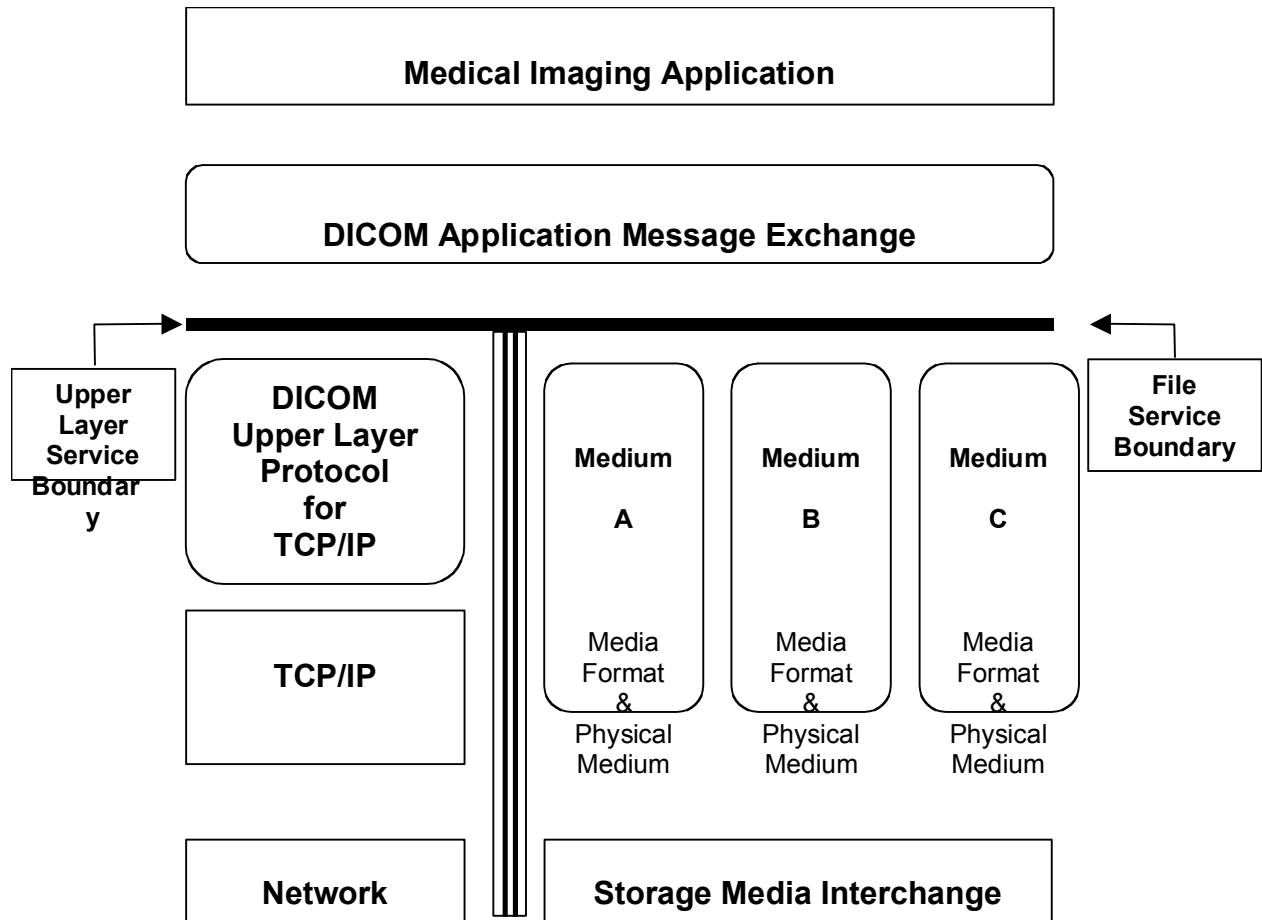 Medical Imaging Application
DICOM Application Message Exchange
Upper
Layer
Service
Boundar
y
DICOM
Upper Layer
Protocol
for
TCP/IP
Medium
A
Media
Format
&
Physical
Medium
Medium
B
Media
Format
&
Physical
Medium
Medium
C
Media
Format
&
Physical
Medium
File
Service
Boundary
TCP/IP
Network
Storage Media Interchange